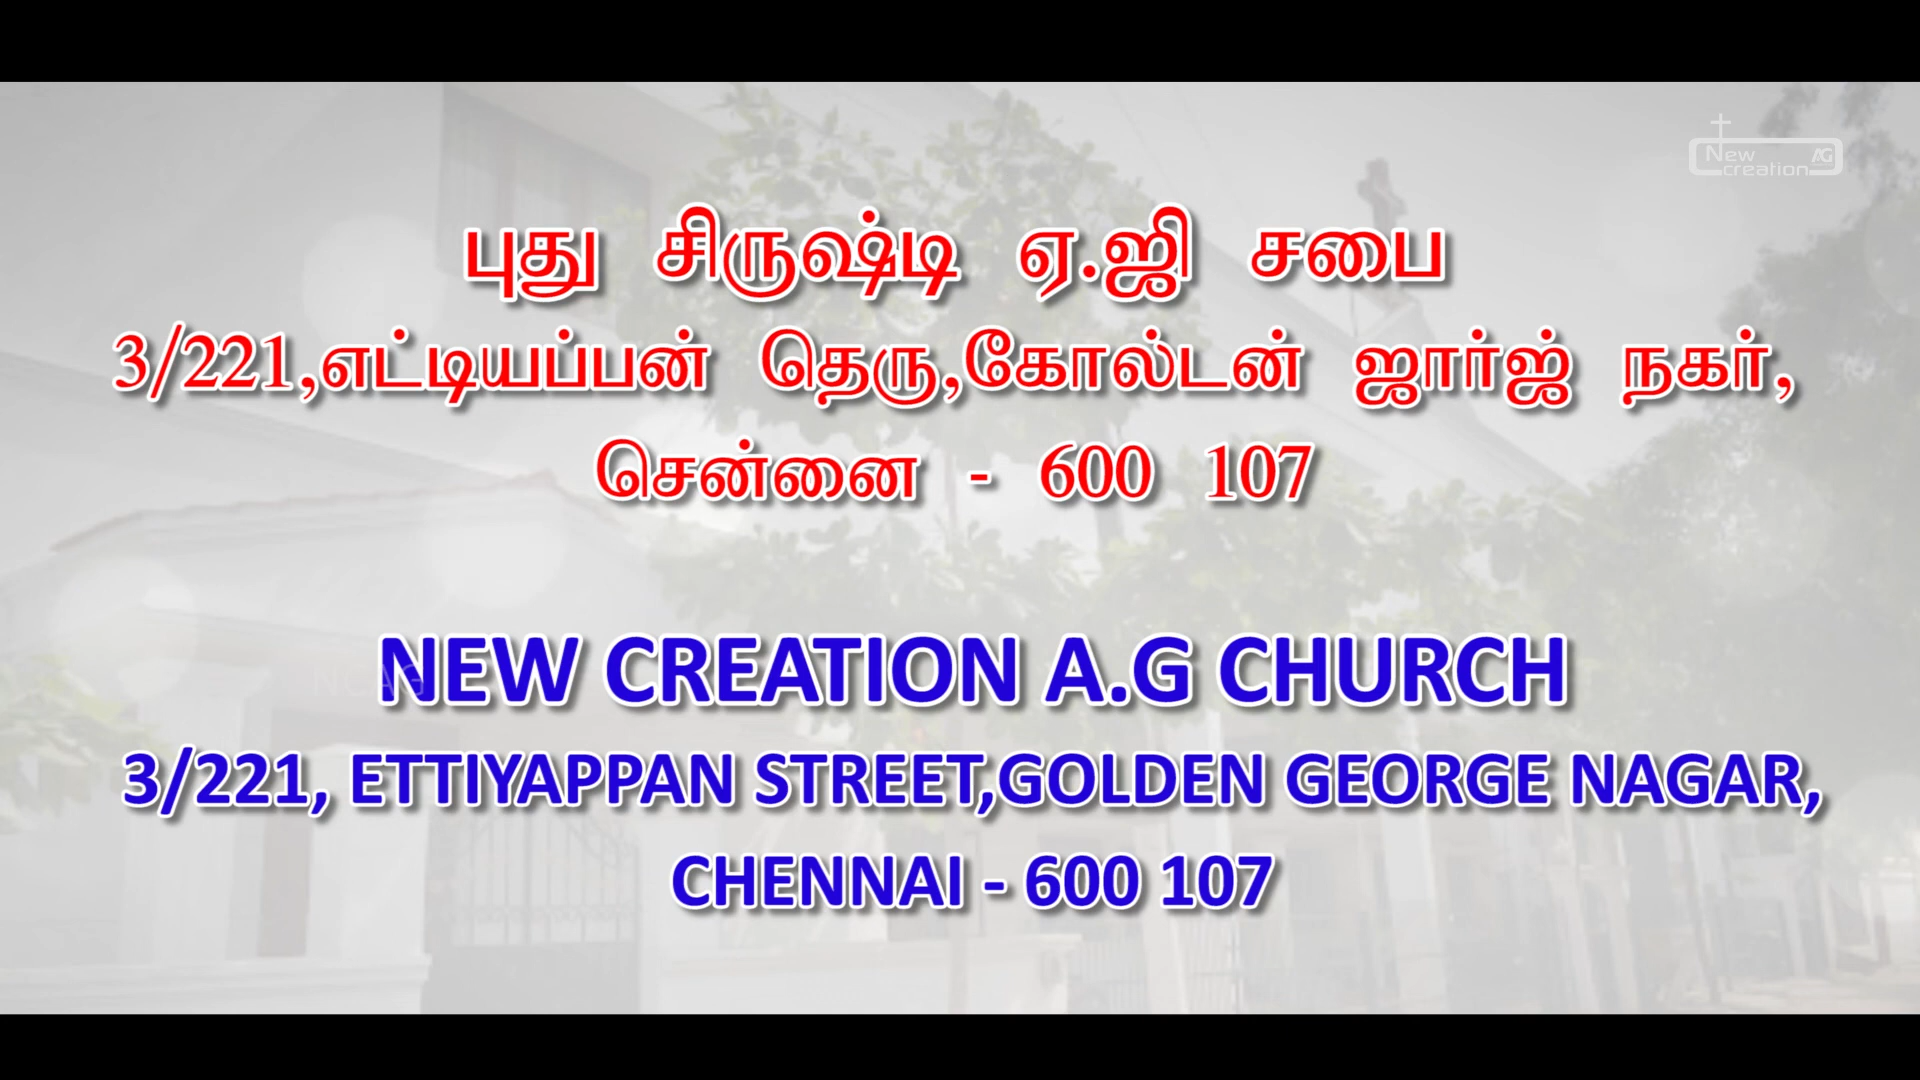 New AG
creation
புது சிருஷ்டி ஏ.ஜி சபை
3/221,எட்டியப்பன் தெரு,கோல்டன் ஜார்ஜ் நகர்,
சென்னை - 600 107
NCAG
NEW CREATION A.G CHURCH
3/221, ETTIYAPPAN STREET,GOLDEN GEORGE NAGAR,
CHENNAI - 600 107